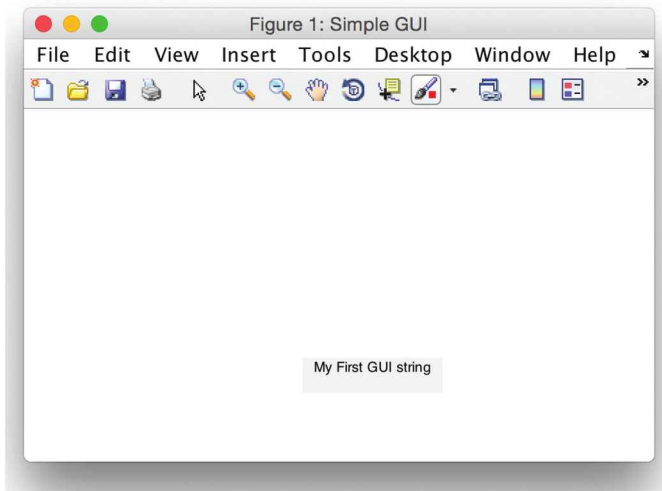 Figure 1: Simple GUI
File Edit View Insert Tools Desktop Window Help
My First GUI string